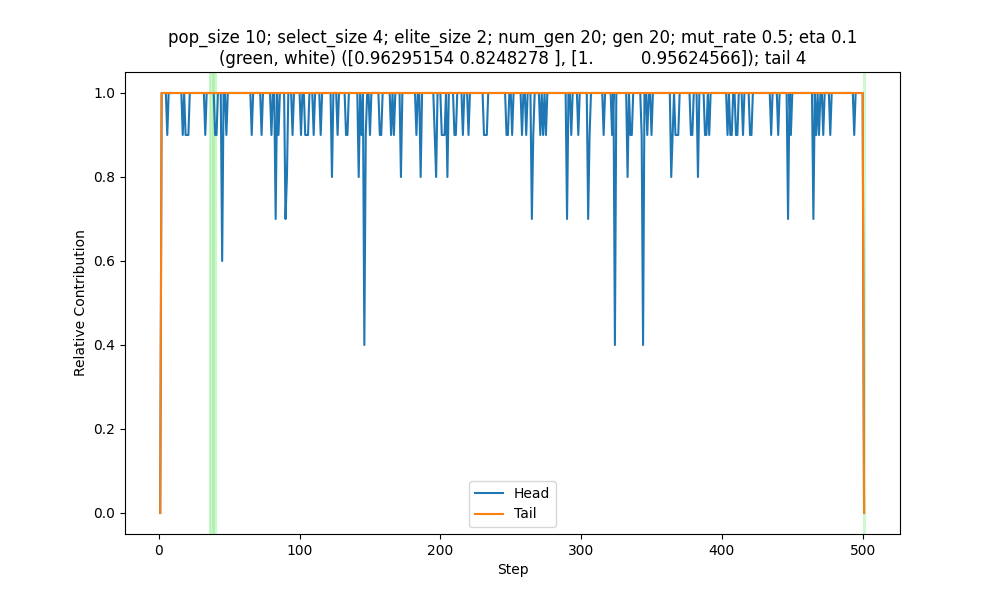 pop_size 10; select_size 4; elite_size 2; num_gen 20; gen 20; mut_rate 0.5; eta 0.1
(green, white) ([0.96295154 0.8248278 ], [1.         0.95624566]); tail 4
1.0
0.8
0.6
0.4
0.2
0.0
Relative Contribution
Head
Tail
0
100
200
300
400
500
Step